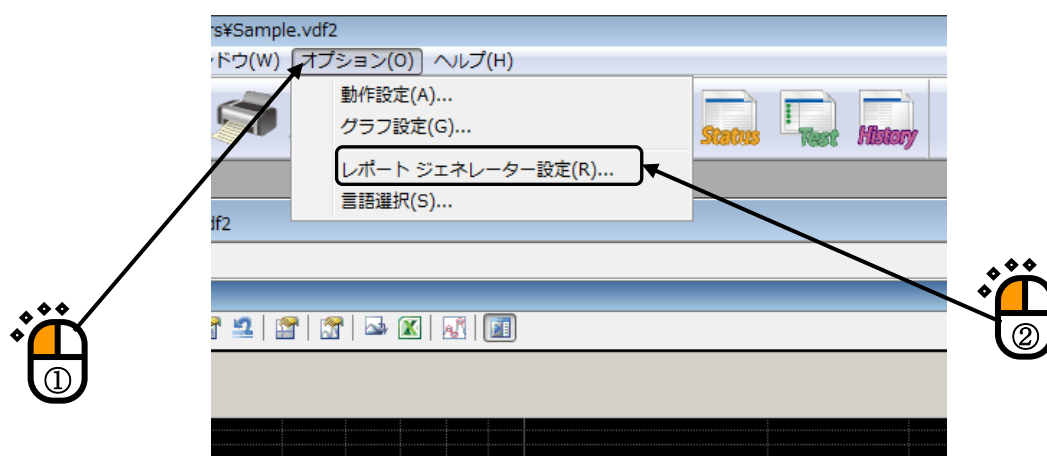 rs¥Sample.vdf2
ドウ(W) オプション(O) ヘルプ(H)
動作設定(A)...
グラフ設定(G)...
Status Test History
レポート ジェネレーター設定(R)...
言語選択(S)...
df2
②
①